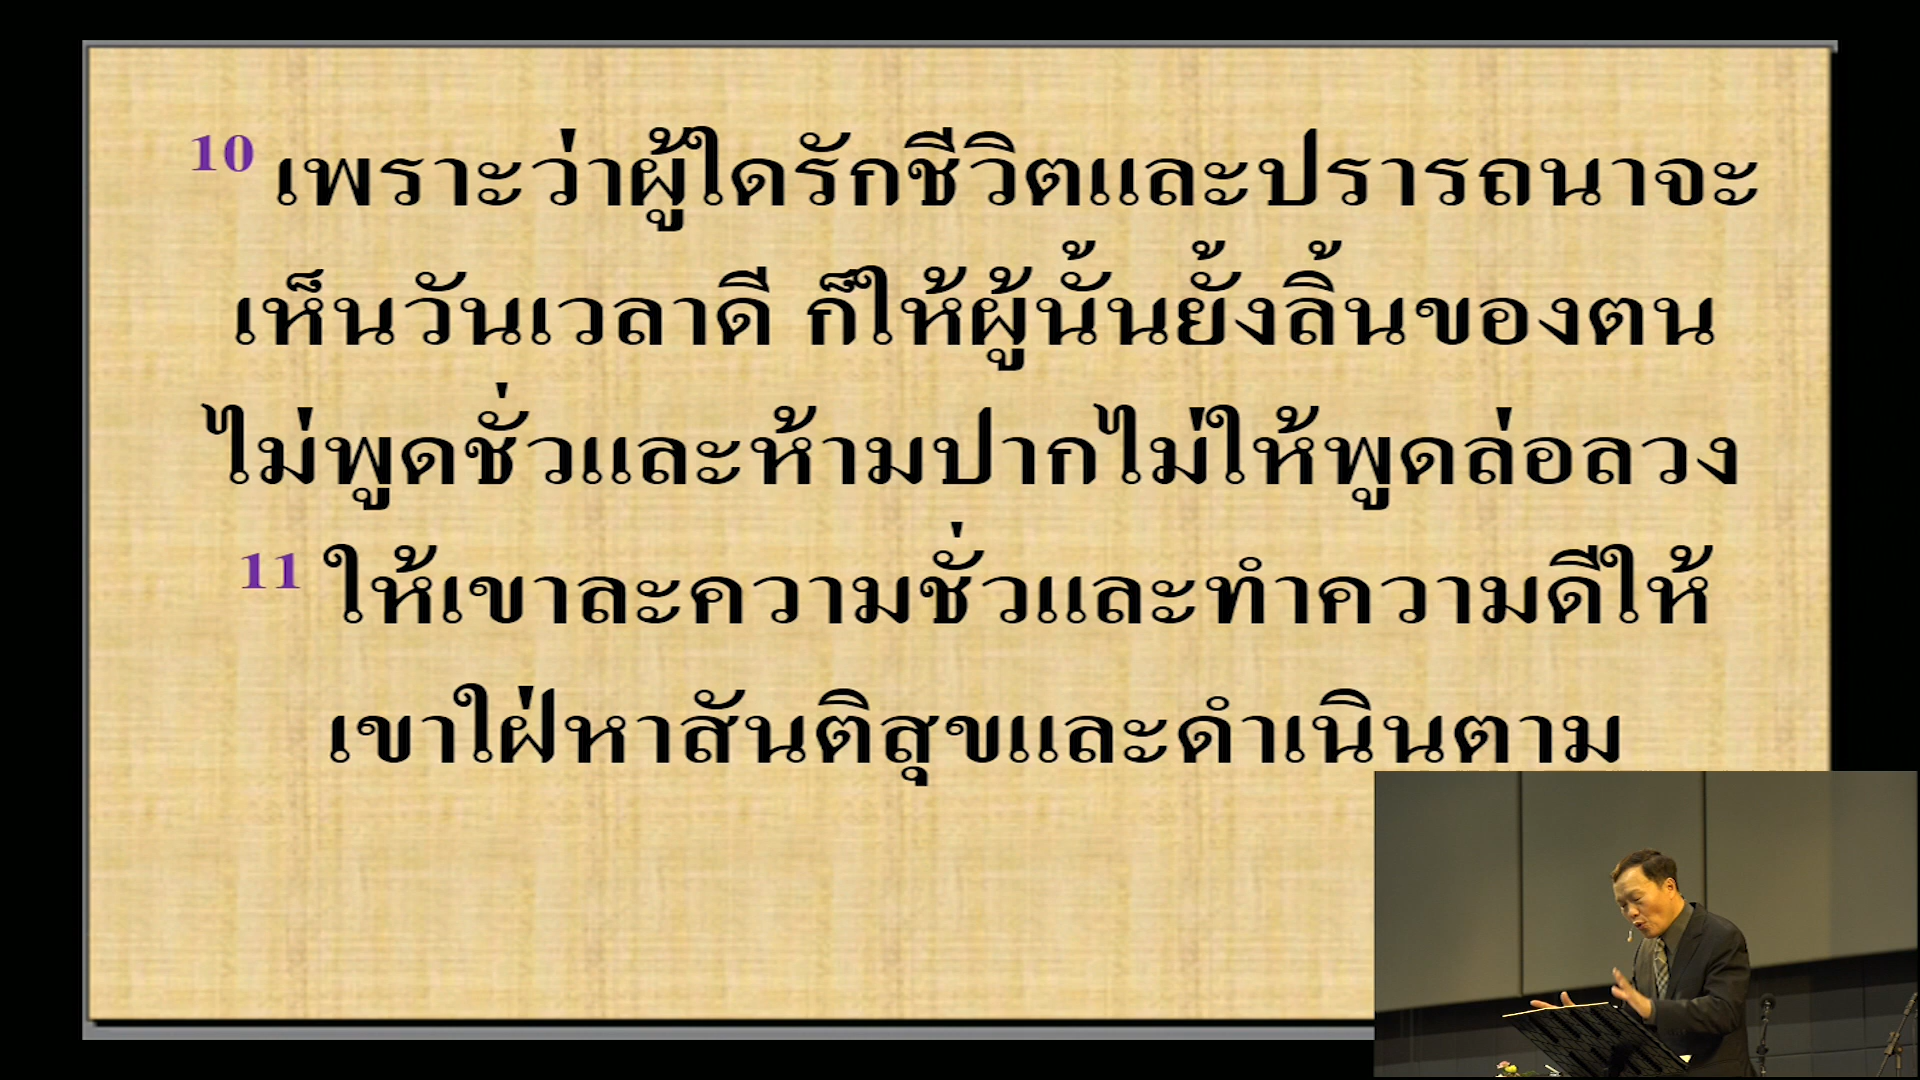 10 เพราะว่าผู้ใดรักชีวิตและปรารถนาจะ
เห็นวันเวลาดี ก็ให้ผู้นั้นยั้งลิ้นของตน
ไม่พูดชั่วและห้ามปากไม่ให้พูดล่อลวง
11 ให้เขาละความชั่วและทำความดีให้
เขาใฝ่หาสันติสุขและดำเนินตาม